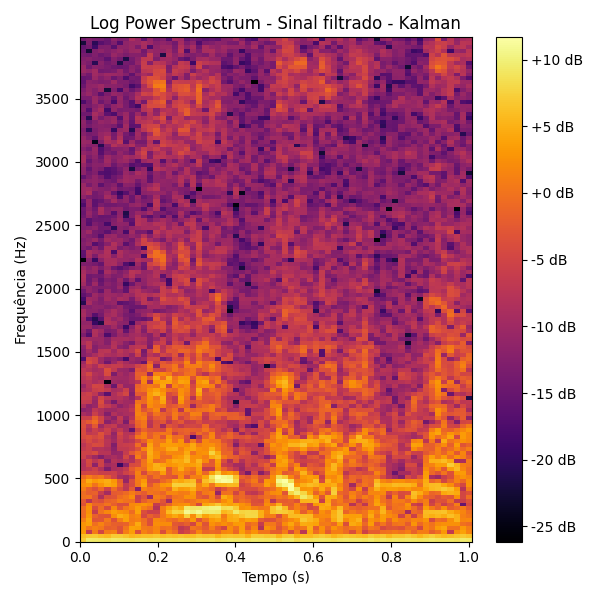 Log Power Spectrum - Sinal filtrado - Kalman
Frequência (Hz)
3500
3000
2500
2000
1500
1000
500
0
0.0 0.2 0.4 0.6 0.8 1.0
Tempo (s)
+10 dB
+5 dB
+0 dB
-5 dB
-10 dB
-15 dB
-20 dB
-25 dB